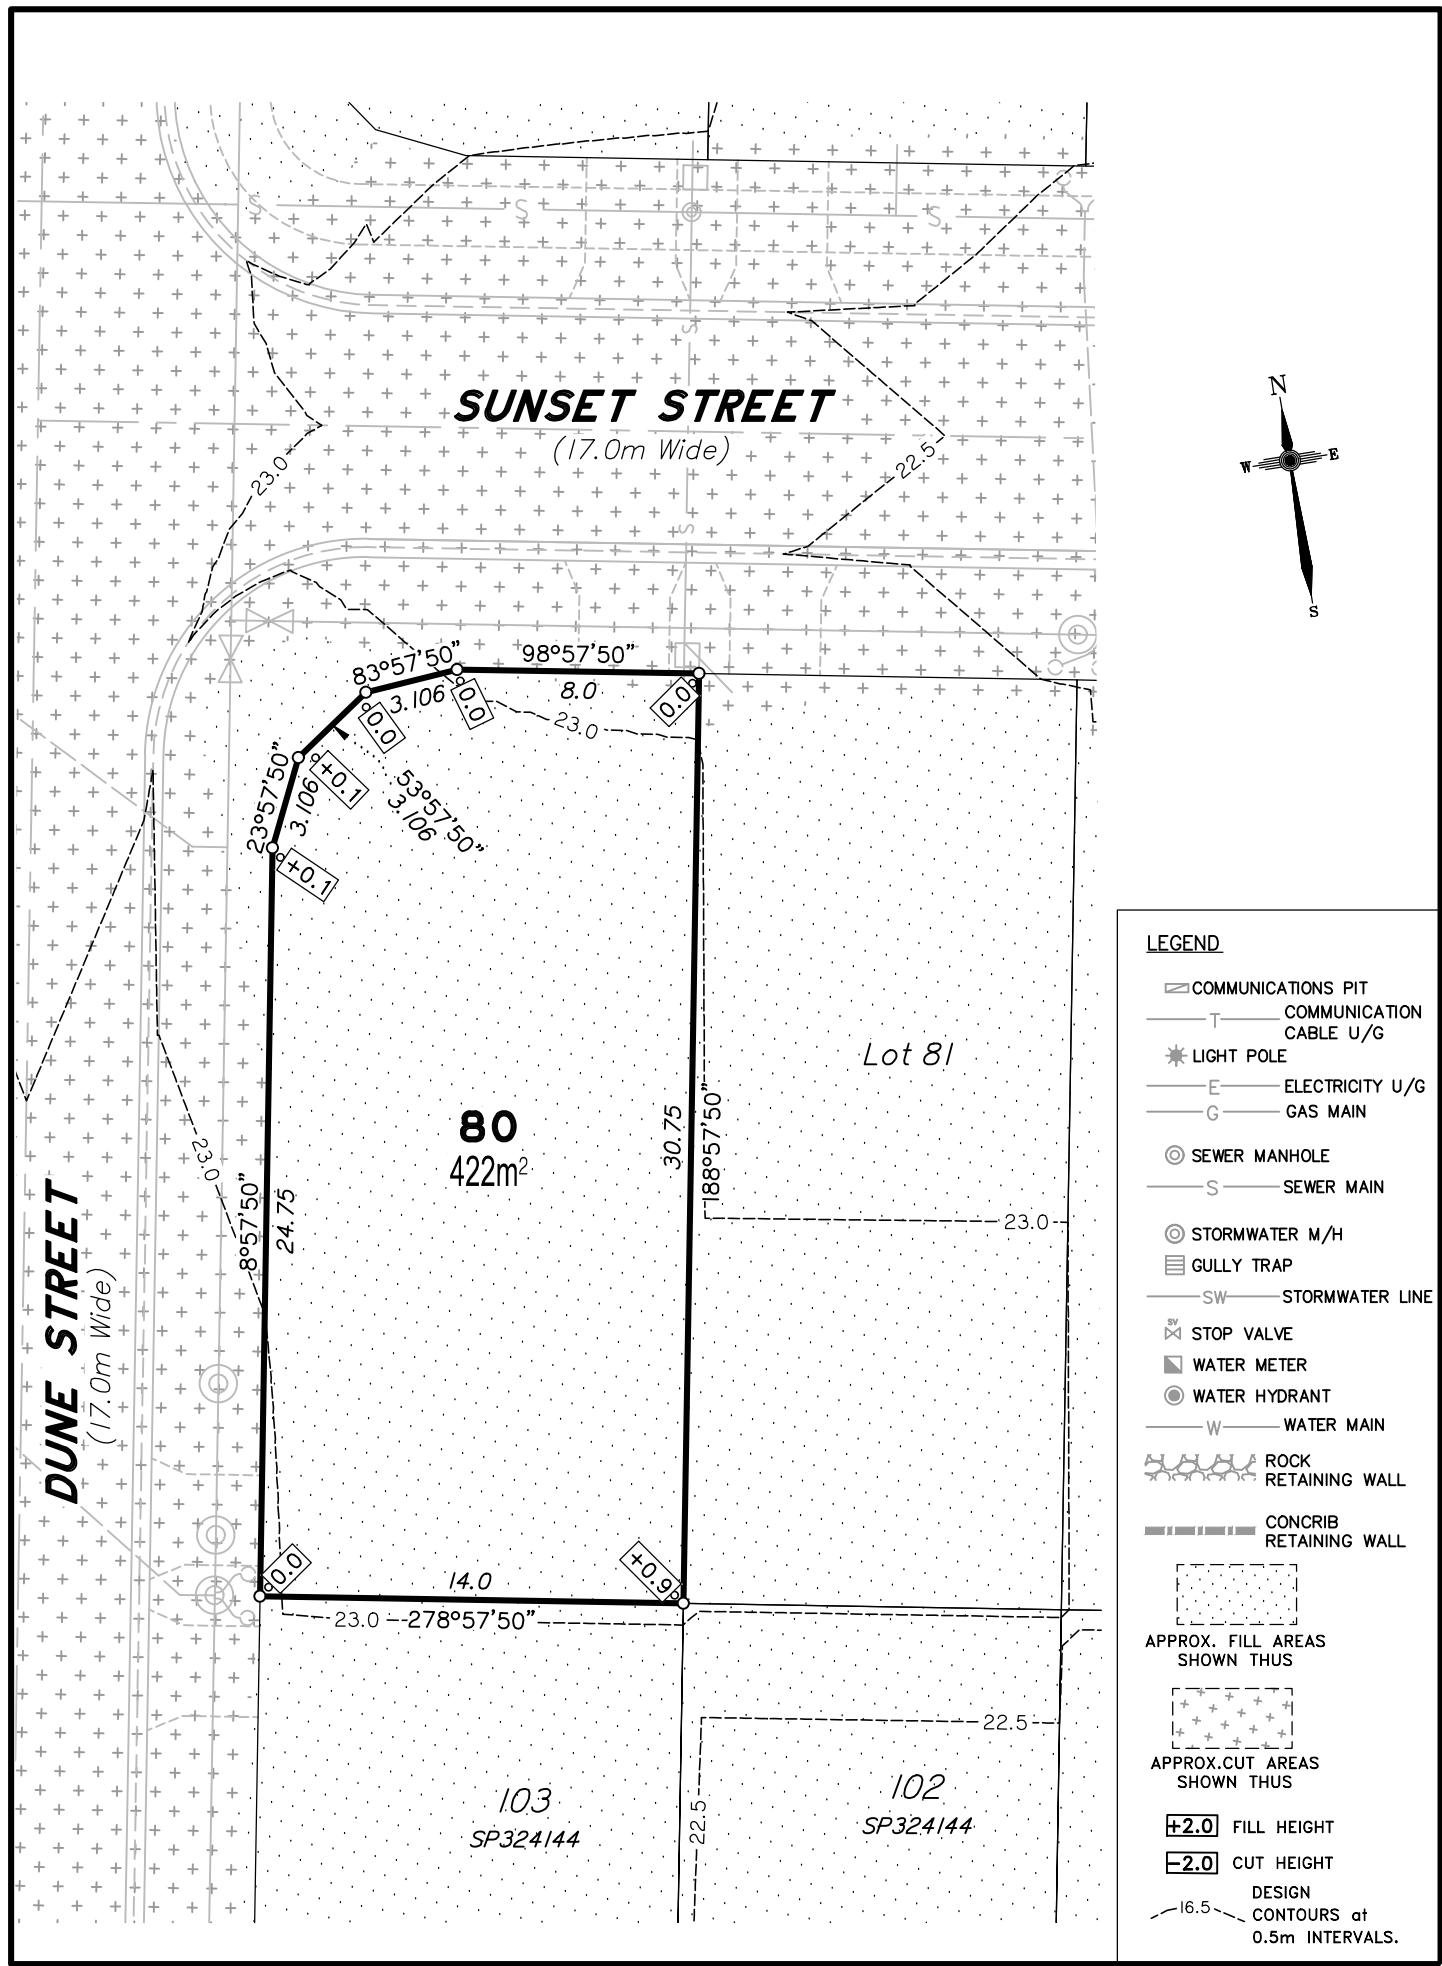 S
S
S
S
SUNSET STREET
(17.0m Wide)
23.0
22.5
S
N
W
E
S
83°57'50"
98°57'50"
3.106
8.0
0.0
0.0
0.0
23.0
23°57'50"
3.106
+0.1
53°57'50"
3.106
+0.1
Lot 81
80
422m²
30.75
188°57'50"
23.0
8°57'50"
24.75
23.0
DUNE STREET
(17.0m Wide)
0.0
14.0
+0.9
23.0
278°57'50"
22.5
22.5
103
SP324144
102
SP324144
LEGEND
COMMUNICATIONS PIT
T
COMMUNICATION
CABLE U/G
LIGHT POLE
E
ELECTRICITY U/G
G
GAS MAIN
SEWER MANHOLE
S
SEWER MAIN
STORMWATER M/H
GULLY TRAP
SW
STORMWATER LINE
SV
STOP VALVE
WATER METER
WATER HYDRANT
W
WATER MAIN
ROCK
RETAINING WALL
CONCRIB
RETAINING WALL
APPROX. FILL AREAS
SHOWN THUS
APPROX.CUT AREAS
SHOWN THUS
+2.0 FILL HEIGHT
-2.0 CUT HEIGHT
16.5
DESIGN
CONTOURS at
0.5m INTERVALS.